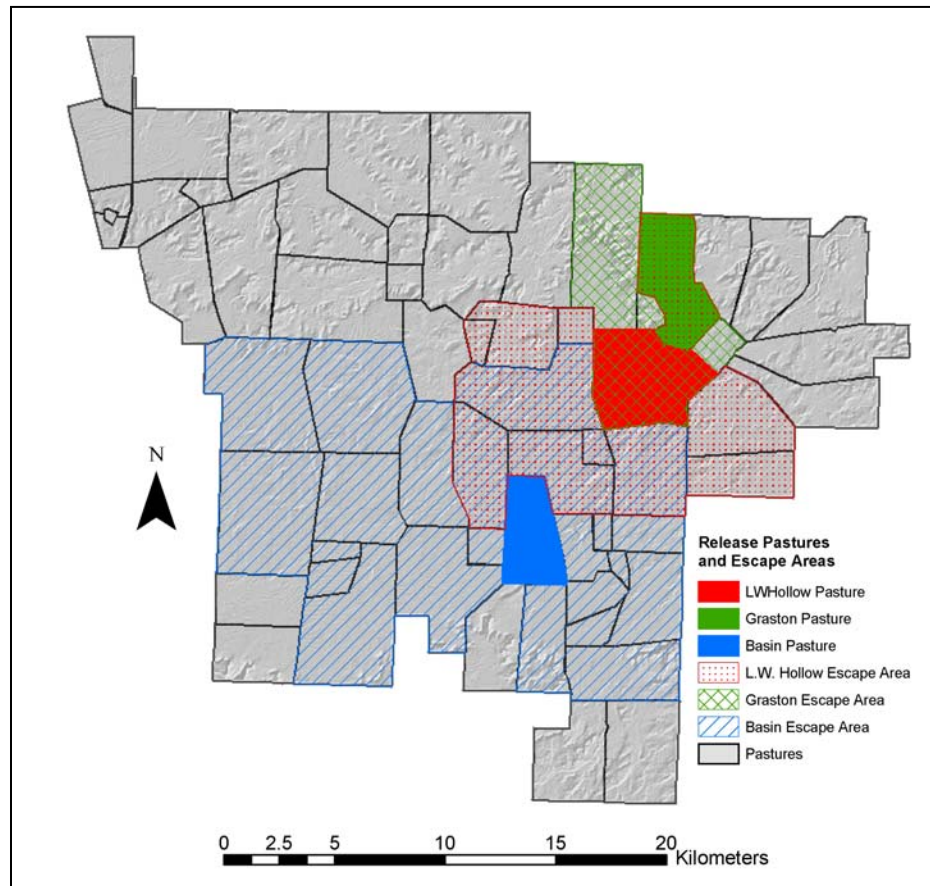 N
Release Pastures
and Escape Areas
LWHollow Pasture
Graston Pasture
Basin Pasture
L.W. Hollow Escape Area
Graston Escape Area
Basin Escape Area
Pastures
0 2.5 5 10 15 20
Kilometers